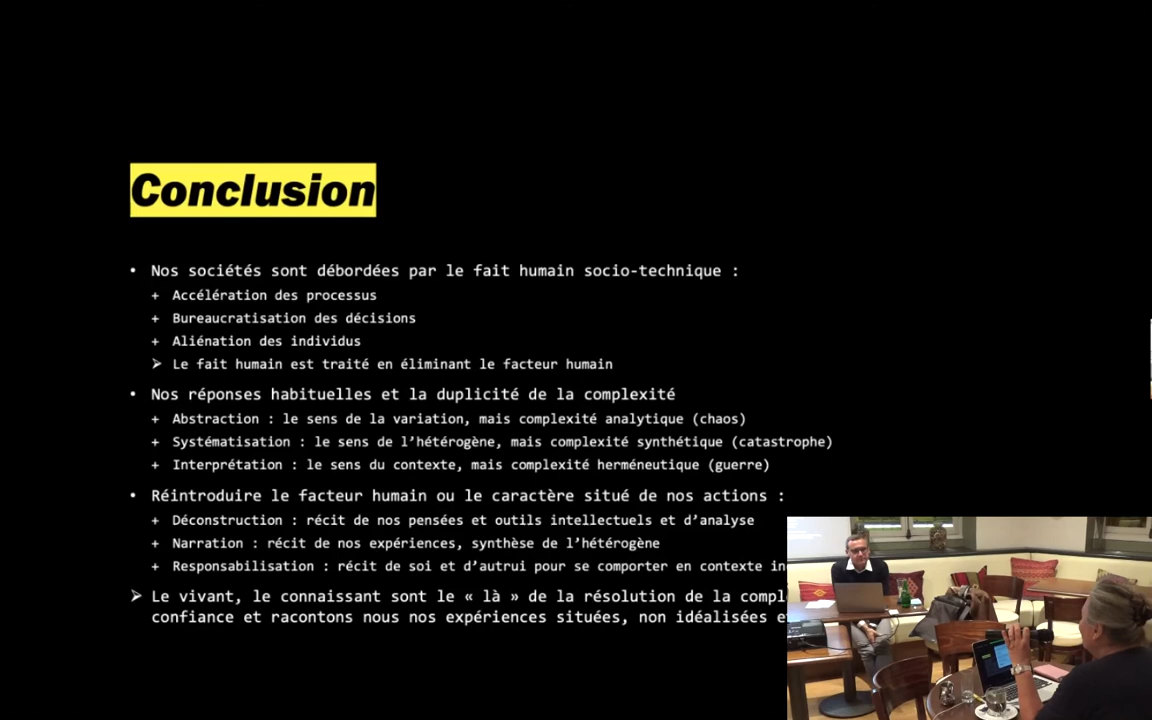 Conclusion
• Nos sociétés sont débordées par le fait humain socio-technique :
+ Accélération des processus
+ Bureaucratisation des décisions
+ Aliénation des individus
➢ Le fait humain est traité en éliminant le facteur humain
• Nos réponses habituelles et la duplicité de la complexité
+ Abstraction : le sens de la variation, mais complexité analytique (chaos)
+ Systématisation : le sens de l’hétérogène, mais complexité synthétique (catastrophe)
+ Interprétation : le sens du contexte, mais complexité herméneutique (guerre)
• Réintroduire le facteur humain ou le caractère situé de nos actions :
+ Déconstruction : récit de nos pensées et outils intellectuels et d’analyse
+ Narration : récit de nos expériences, synthèse de l’hétérogène
+ Responsabilisation : récit de soi et d’autrui pour se comporter en contexte
➢ Le vivant, le connaissant sont le « là » de la résolution de la
confiance et racontons nous nos expériences situées, non idéalisées